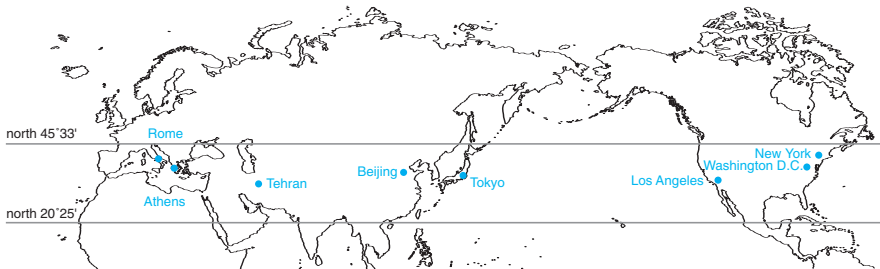 north 45˚33'
Rome
New York
Washington D.C.
Beijing
Tehran
Tokyo
Los Angeles
Athens
north 20˚25'